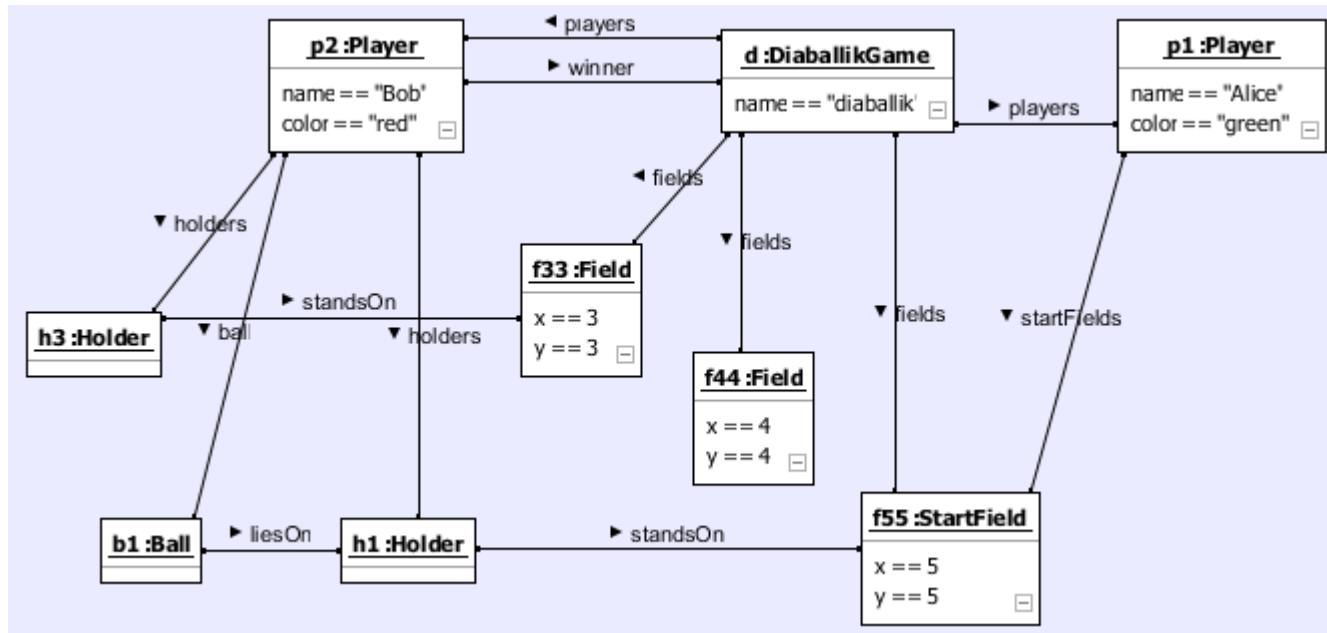 ◄ players
p2 :Player
name == "Bob"
color == "red"
► winner
d :DiaballikGame
name == "diaballik'
► players
p1 :Player
name == "Alice"
color == "green"
▼ holders
◄ fields
▼ fields
f33 :Field
x == 3
y == 3
► standsOn
h3 :Holder
▼ ball
▼ holders
▼ fields
▼ startFields
f44 :Field
x == 4
y == 4
b1 :Ball
► liesOn
h1 :Holder
► standsOn
f55 :StartField
x == 5
y == 5